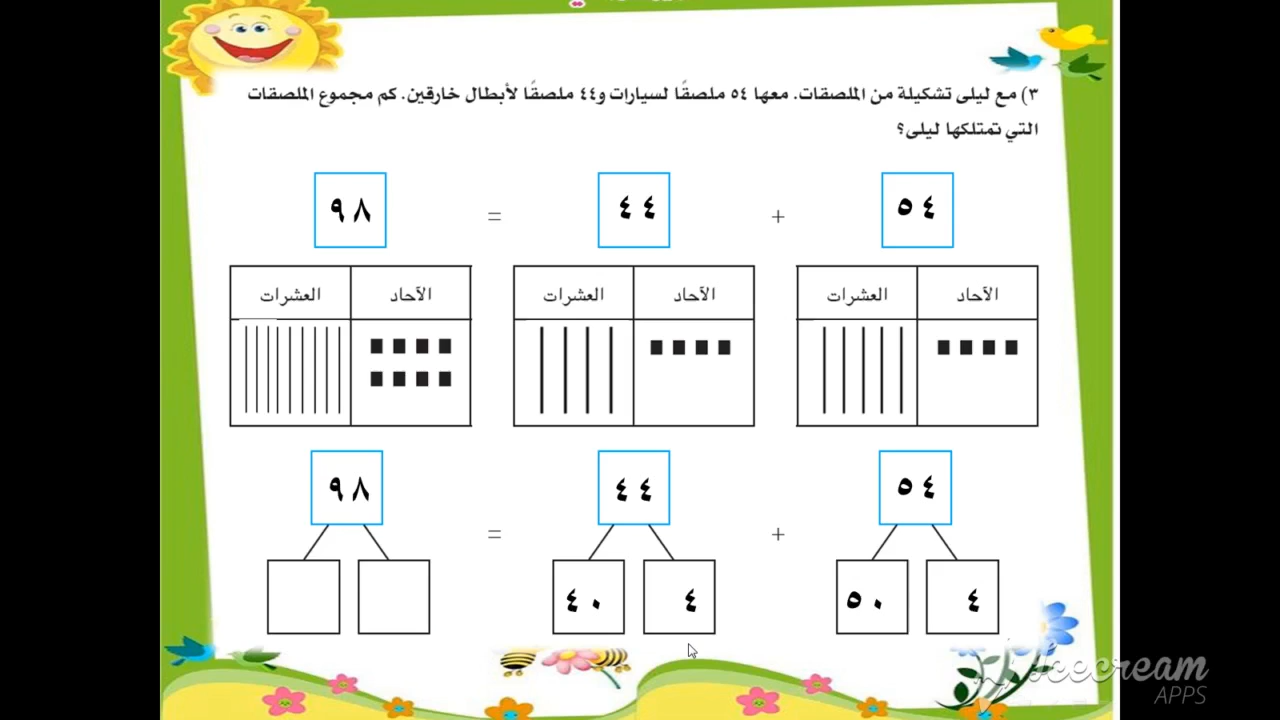 ٣) مع ليلى تشكيلة من الملصقات. معها ٥٤ ملصقًا لسيارات و٤٤ ملصقًا لأبطال خارقين. كم مجموع الملصقات
التي تمتلكها ليلى؟
٥٤ + ٤٤ = ٩٨
الآحاد العشرات الآحاد العشرات الآحاد العشرات
٥٤ + ٤٤ = ٩٨
٤ ٥٠ ٤ ٤٠
Icecream
APPS